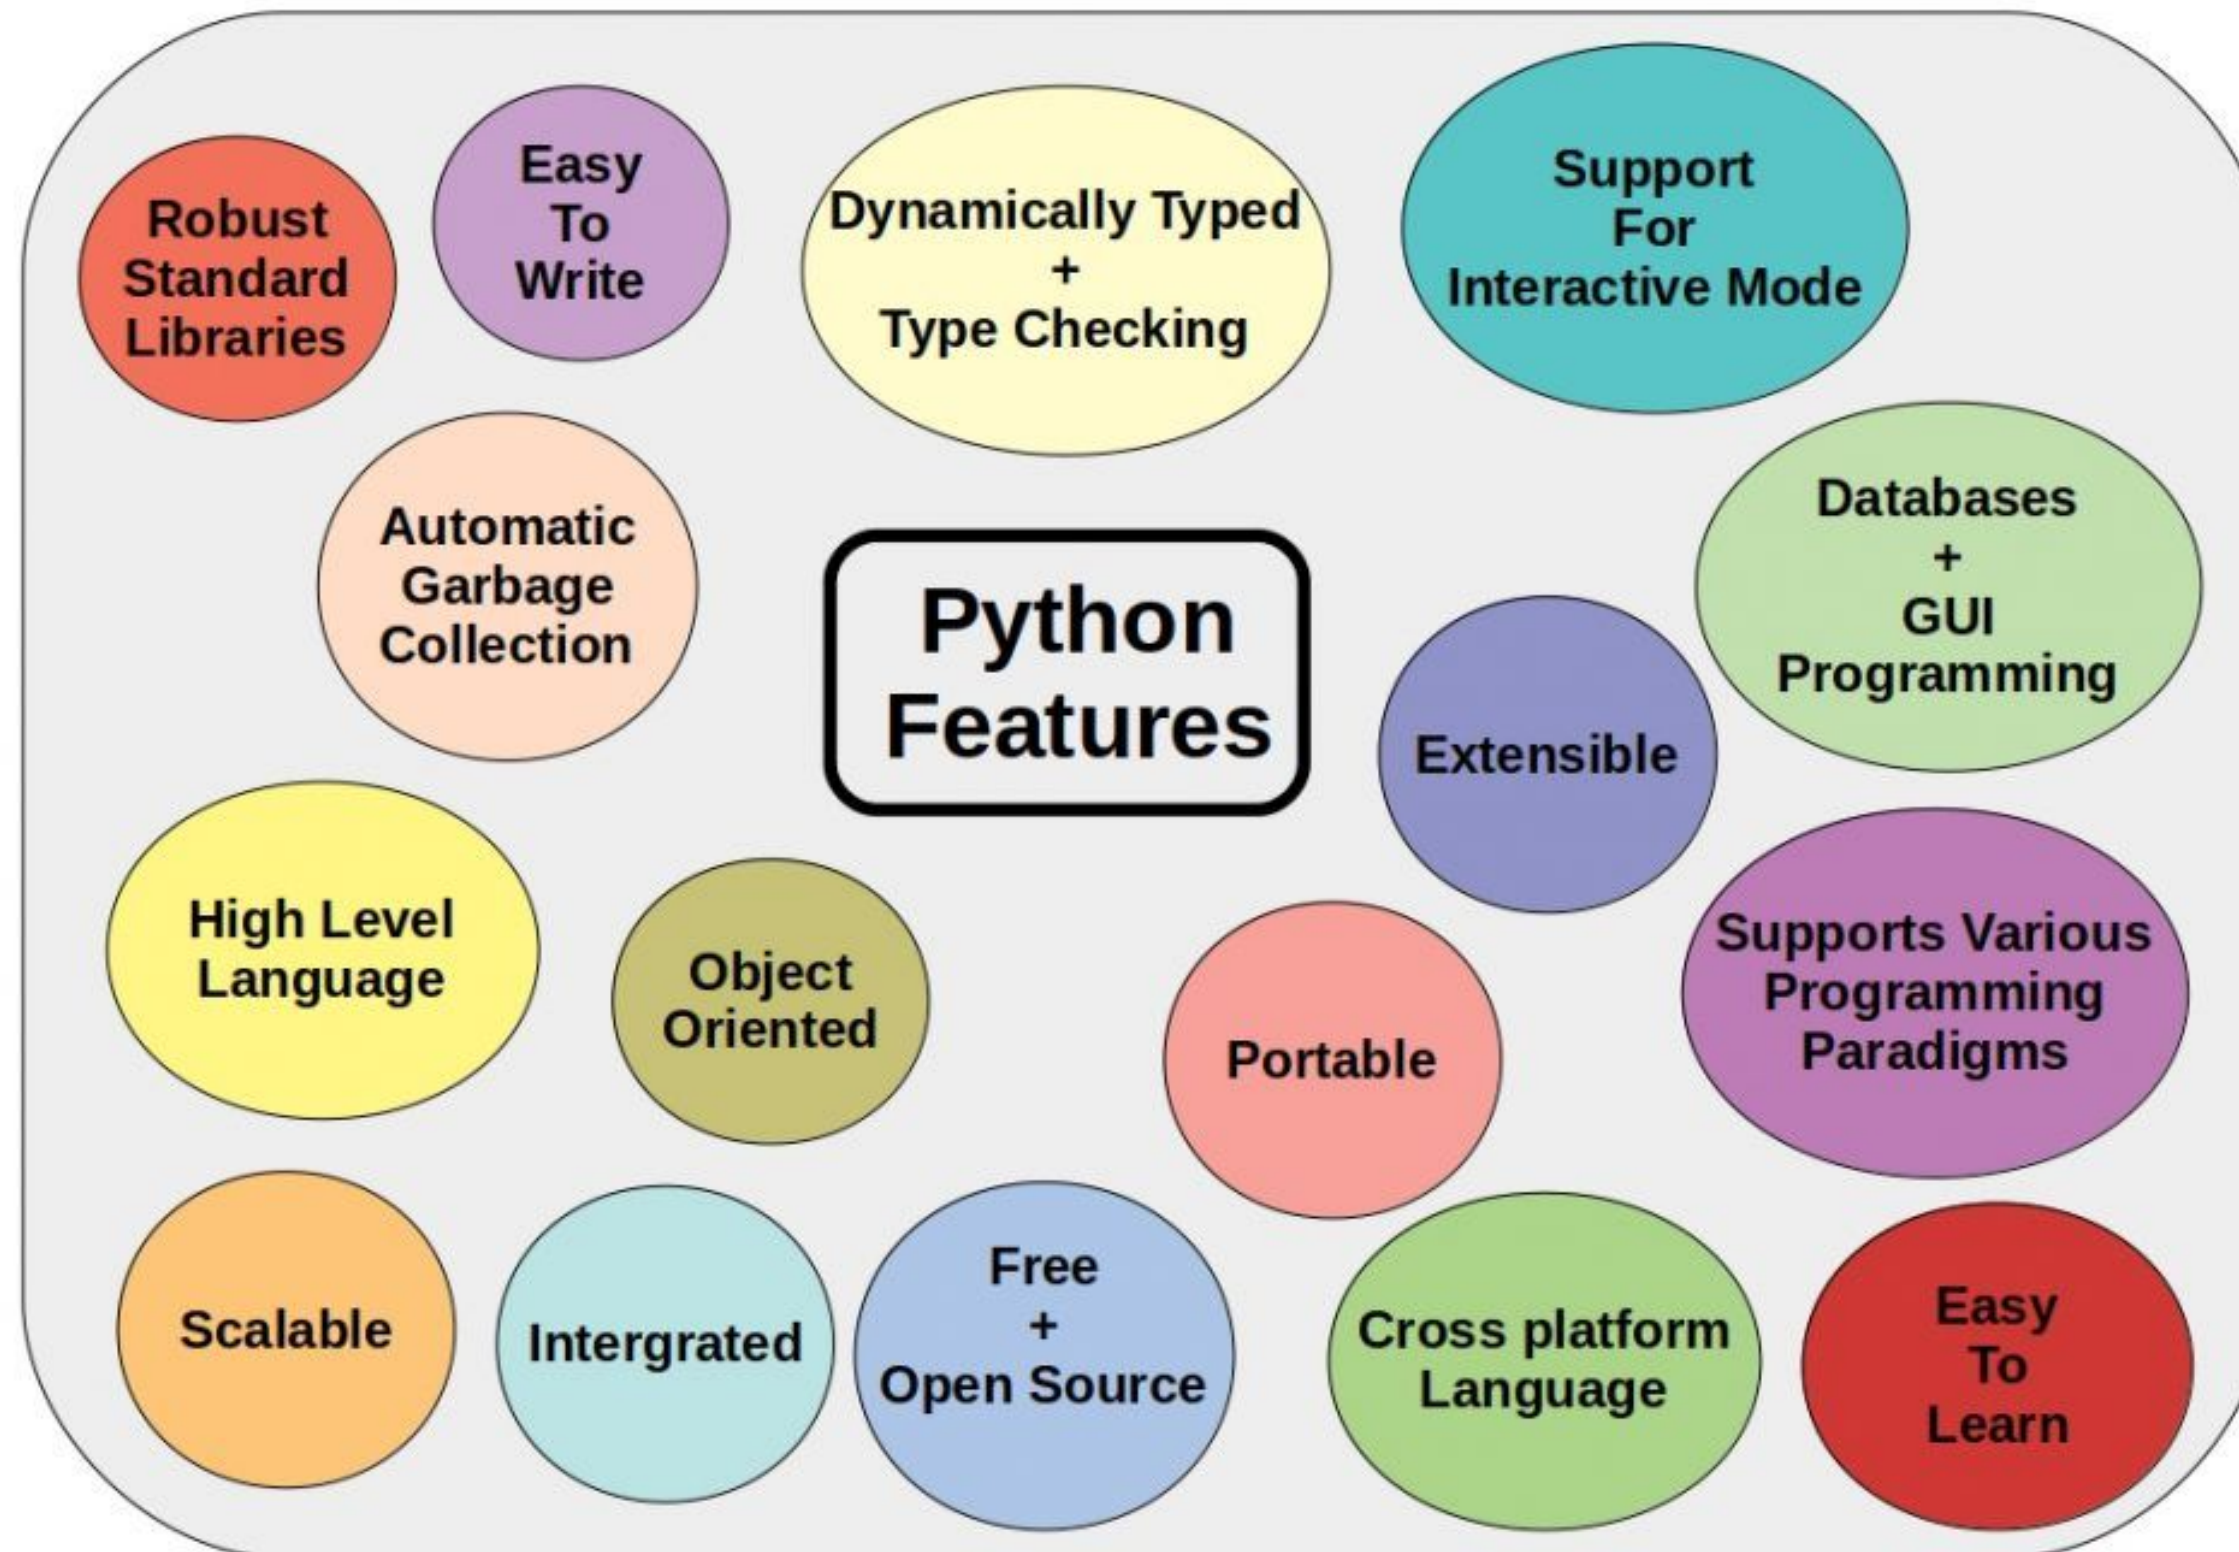 Robust
Standard
Libraries
Easy
To
Write
Dynamically Typed
+
Type Checking
Support
For
Interactive Mode
Automatic
Garbage
Collection
Python
Features
Databases
+
GUI
Programming
Extensible
High Level
Language
Object
Oriented
Portable
Supports Various
Programming
Paradigms
Scalable
Intergrated
Free
+
Open Source
Cross platform
Language
Easy
To
Learn